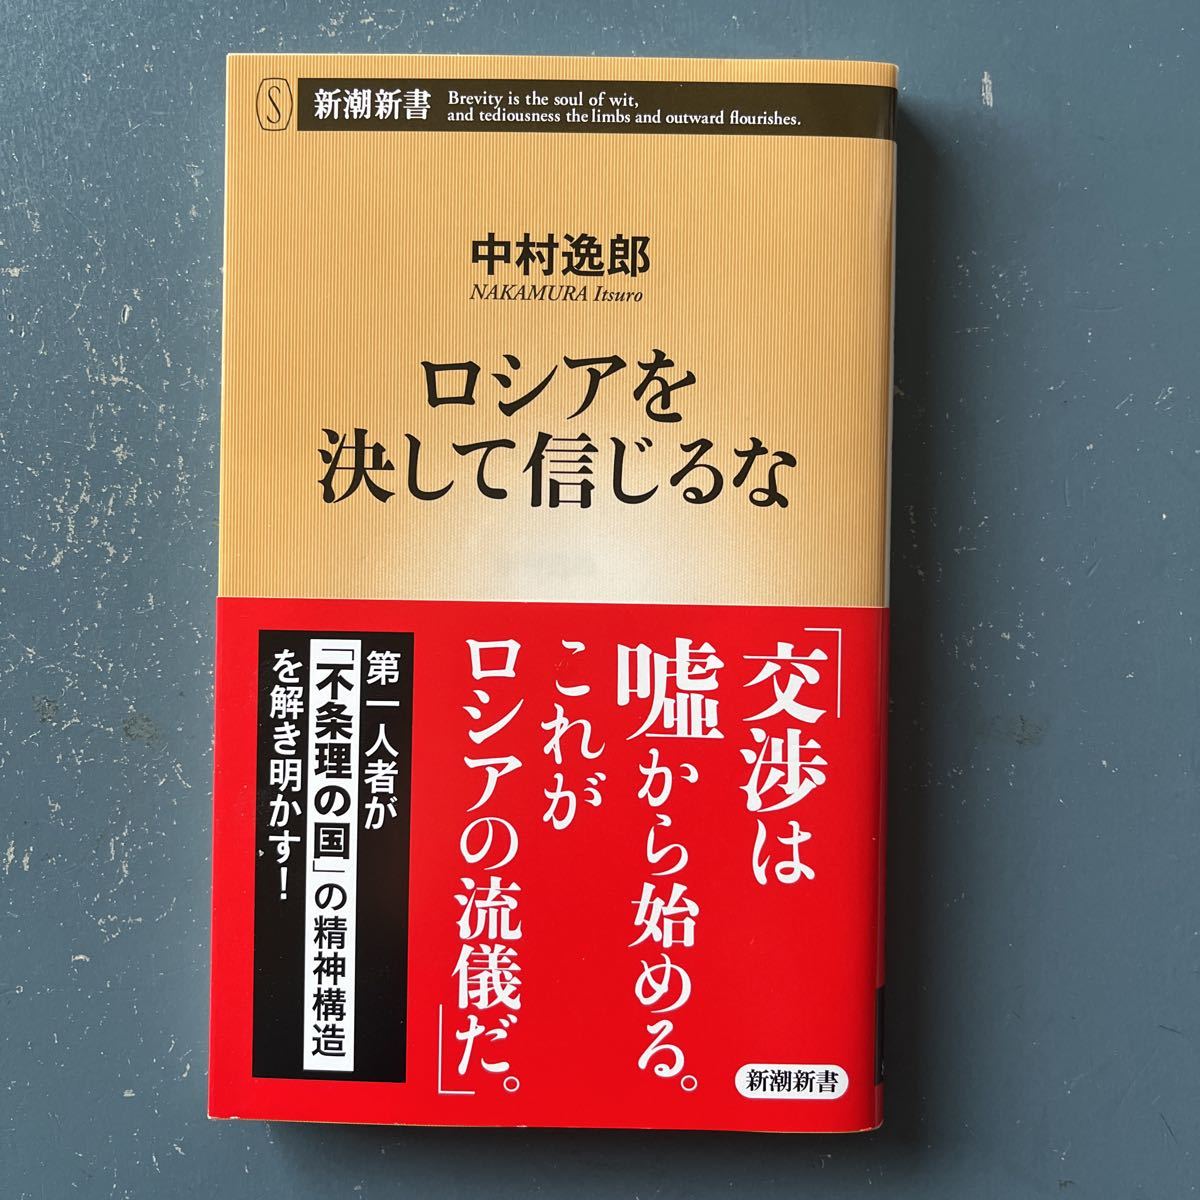 新潮新書
Brevity is the soul of wit,
and tediousness the limbs and outward flourishes.
中村逸郎
NAKAMURA Itsuro
ロシアを
決して信じるな
「交渉は
嘘から始める。
これが
ロシアの流儀だ。」
第一人者が
「不条理の国」の精神構造
を解き明かす！
新潮新書